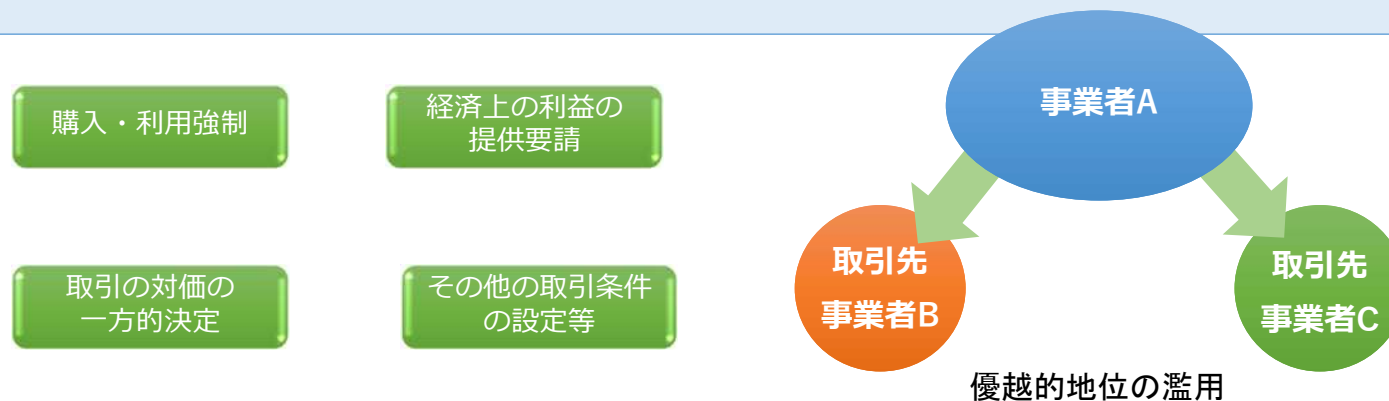 購入・利用強制
経済上の利益の
提供要請
取引の対価の
一方的決定
その他の取引条件
の設定等
事業者A
取引先
事業者B
取引先
事業者C
優越的地位の濫用